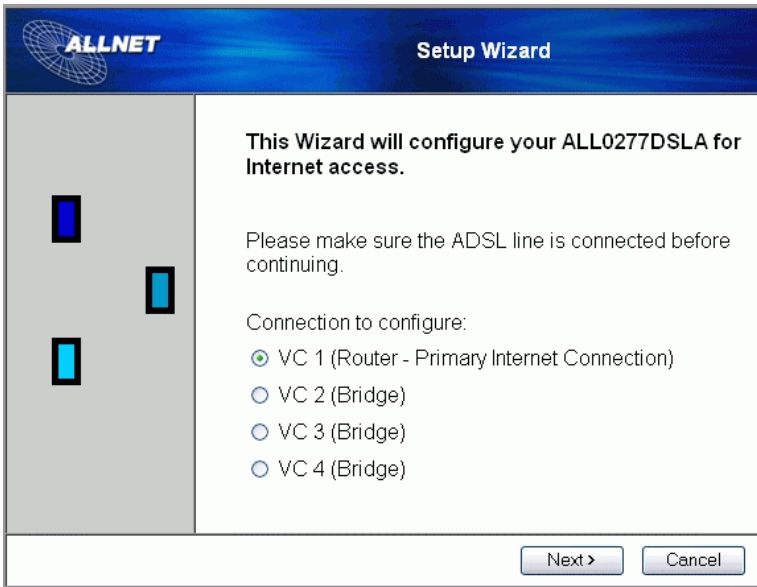 ALLNET
Setup Wizard
This Wizard will configure your ALL0277DSLA for
Internet access.
Please make sure the ADSL line is connected before
continuing.
Connection to configure:
VC 1 (Router - Primary Internet Connection)
VC 2 (Bridge)
VC 3 (Bridge)
VC 4 (Bridge)
Next >
Cancel